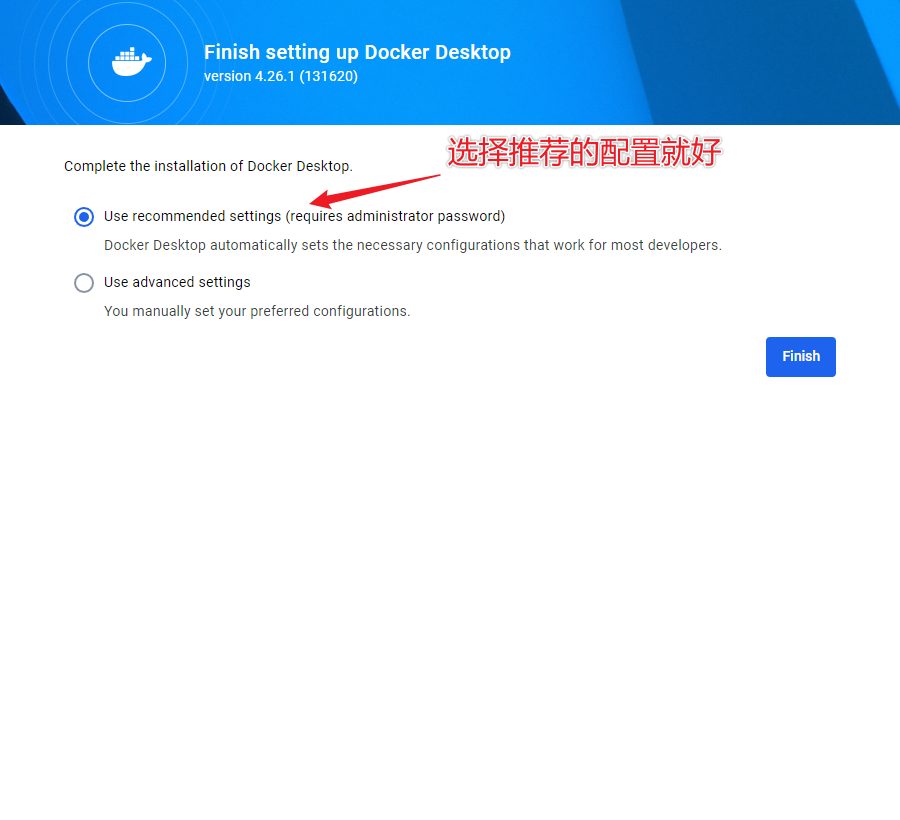 Finish setting up Docker Desktop
version 4.26.1 (131620)
选择推荐的配置就好
Complete the installation of Docker Desktop.
Use recommended settings (requires administrator password)
Docker Desktop automatically sets the necessary configurations that work for most developers.
Use advanced settings
You manually set your preferred configurations.
Finish